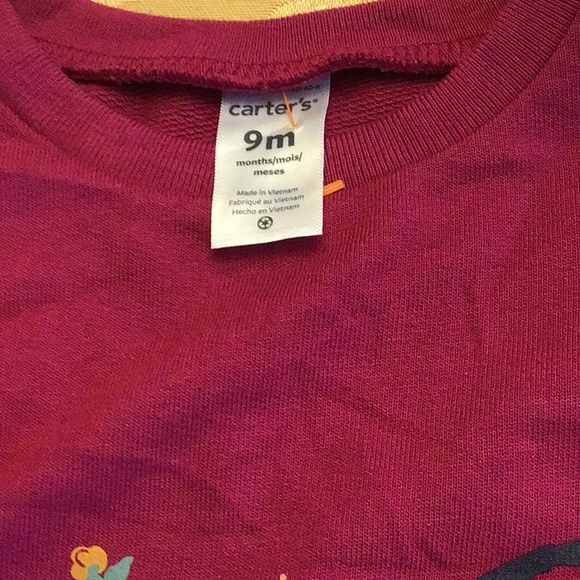 carter's®
9m
months/mois/
meses
Made in Vietnam
Fabriqué au Vietnam
Hecho en Vietnam